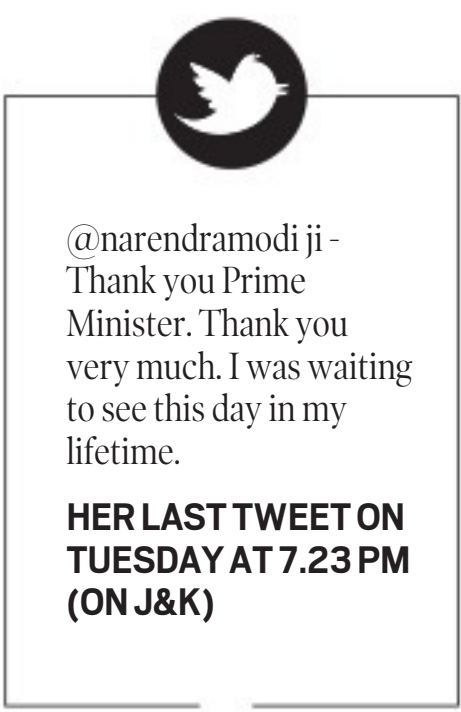 @narendramodi ji -
Thank you Prime
Minister. Thank you
very much. I was waiting
to see this day in my
lifetime.
HER LAST TWEET ON
TUESDAY AT 7.23 PM
(ON J&K)